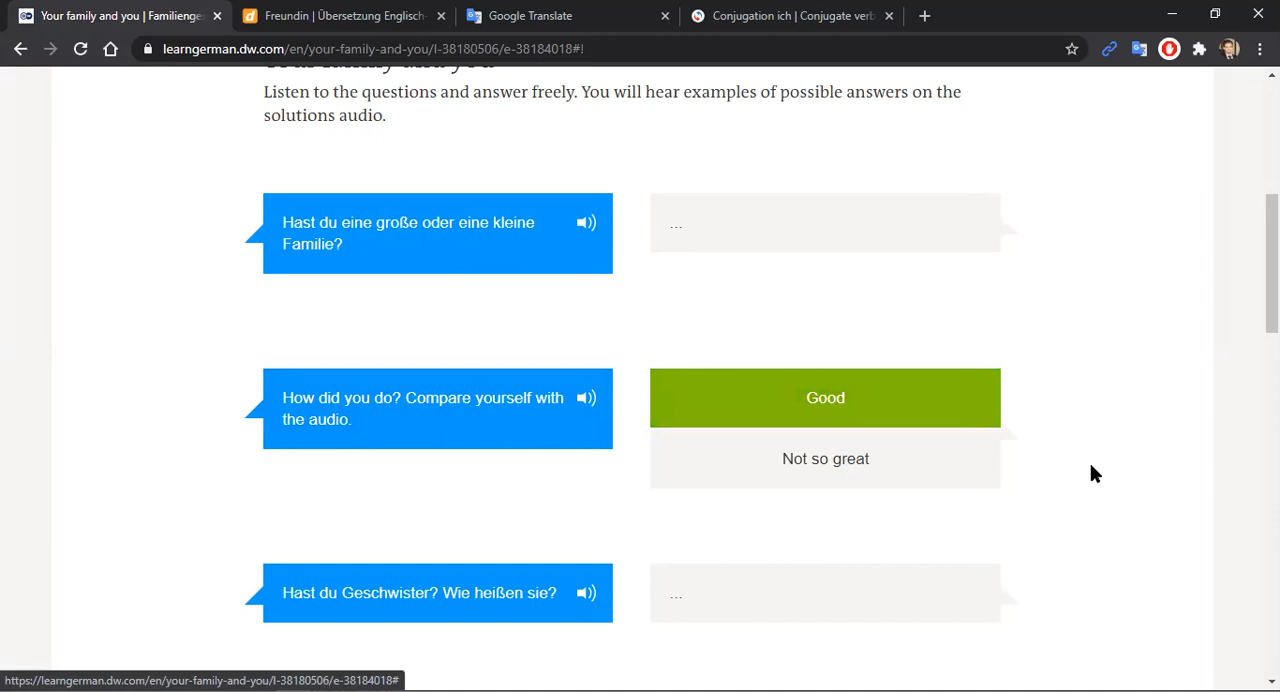 Your family and you | Familienge
Freundin | Übersetzung Englisch-
Google Translate
Conjugation ich | Conjugate verb
learngerman.dw.com/en/your-family-and-you/l-38180506/e-38184018#!
Listen to the questions and answer freely. You will hear examples of possible answers on the
solutions audio.
Hast du eine große oder eine kleine
Familie?
...
How did you do? Compare yourself with
the audio.
Good
Not so great
Hast du Geschwister? Wie heißen sie?
...
https://learngerman.dw.com/en/your-family-and-you/l-38180506/e-38184018#